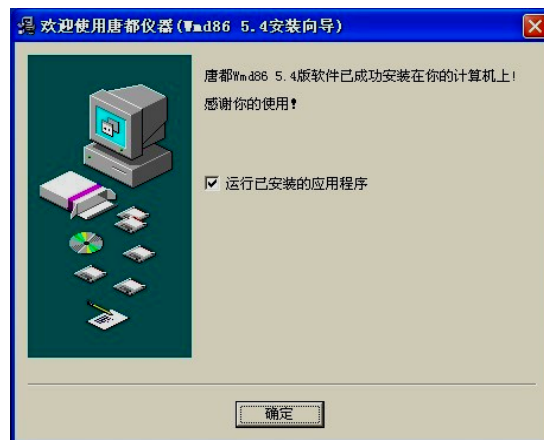 欢迎使用唐都仪器(Wmd86 5.4安装向导)
唐都Wmd86 5.4版软件已成功安装在你的计算机上!
感谢你的使用!
运行已安装的应用程序
确定